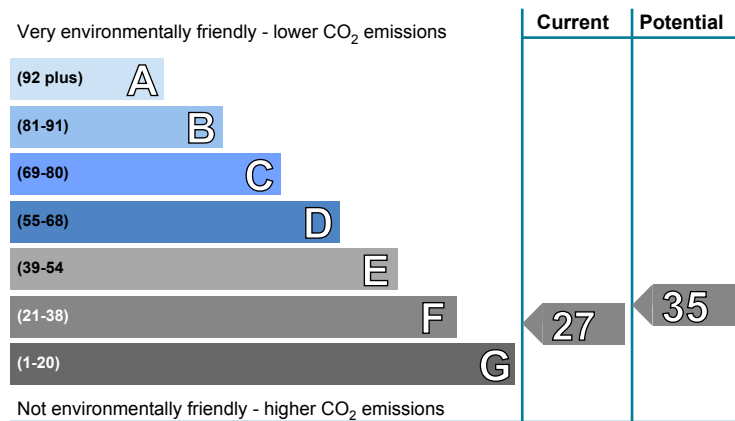 Very environmentally friendly - lower CO₂ emissions
Current
Potential
(92 plus) A
(81-91) B
(69-80) C
(55-68) D
(39-54 E
(21-38) F
(1-20) G
27
35
Not environmentally friendly - higher CO₂ emissions